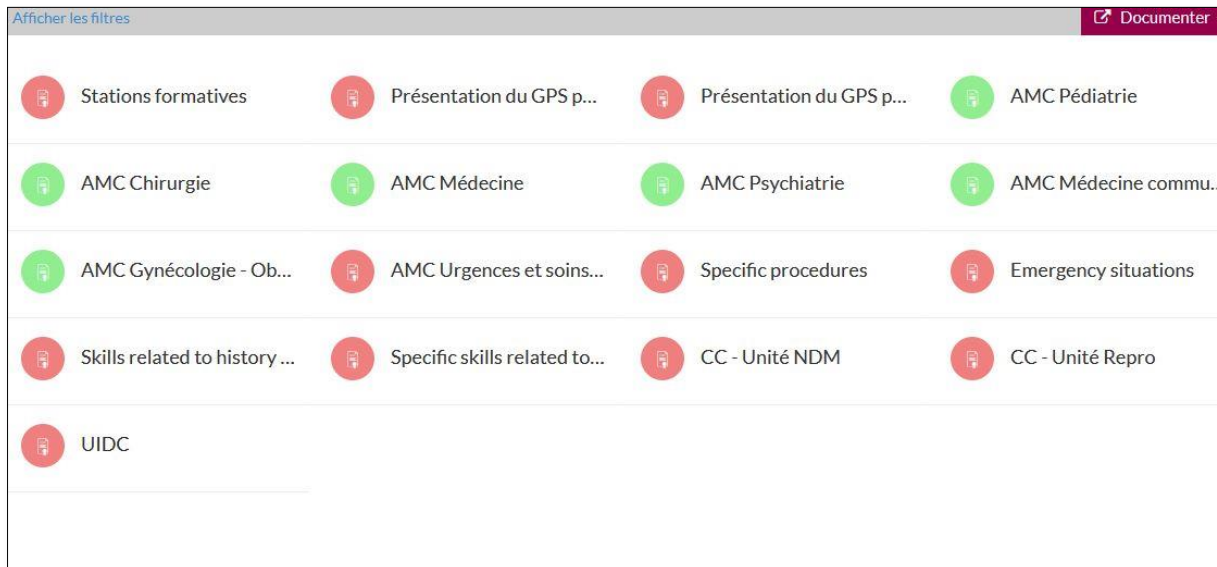 Afficher les filtres
Documenter
Stations formatives
Présentation du GPS p...
Présentation du GPS p...
AMC Pédiatrie
AMC Chirurgie
AMC Médecine
AMC Psychiatrie
AMC Médecine commu..
AMC Gynécologie - Ob...
AMC Urgences et soins...
Specific procedures
Emergency situations
Skills related to history ...
Specific skills related to...
CC - Unité NDM
CC - Unité Repro
UIDC